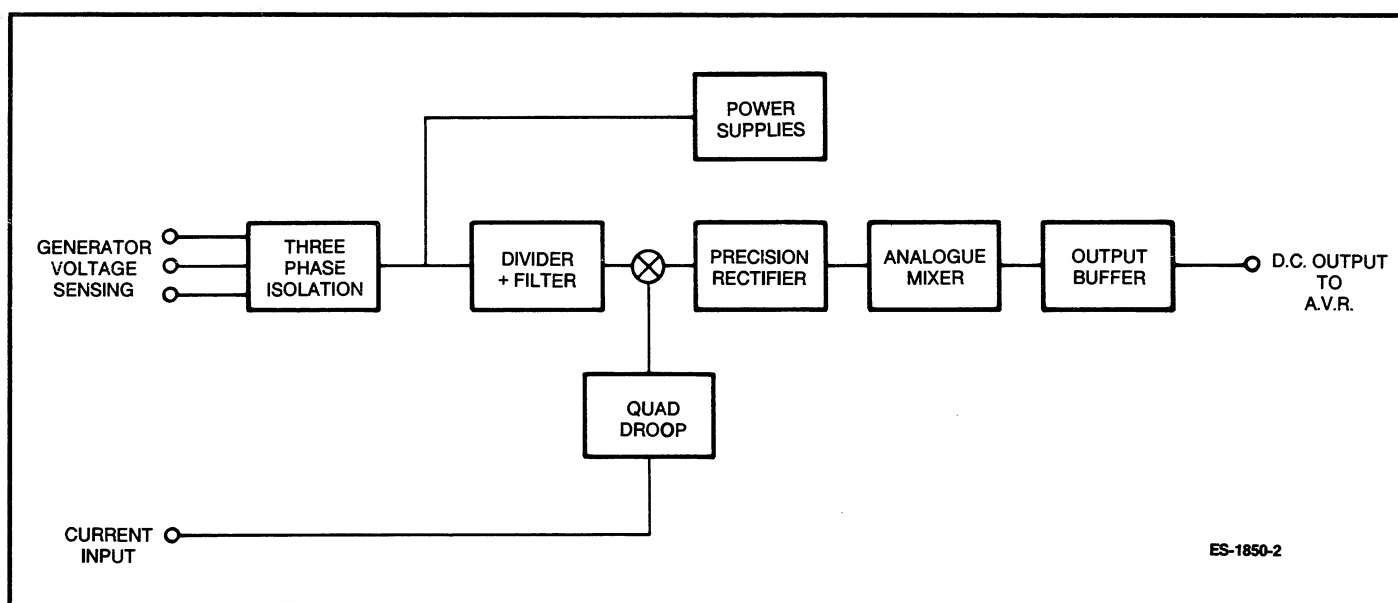 POWER
SUPPLIES
GENERATOR
VOLTAGE
SENSING
THREE
PHASE
ISOLATION
DIVIDER
+ FILTER
PRECISION
RECTIFIER
ANALOGUE
MIXER
OUTPUT
BUFFER
D.C. OUTPUT
TO
A.V.R.
QUAD
DROOP
CURRENT
INPUT
ES-1850-2